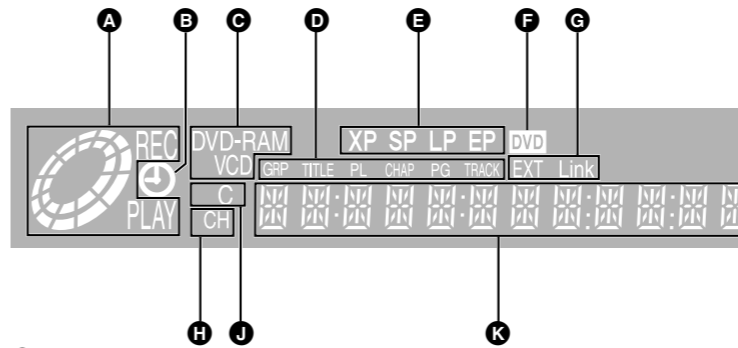 A B C D E F G
REC DVD-RAM XP SP LP EP DVD
VCD GRP TITLE PL CHAP PG TRACK EXT Link
PLAY C
CH
H J K